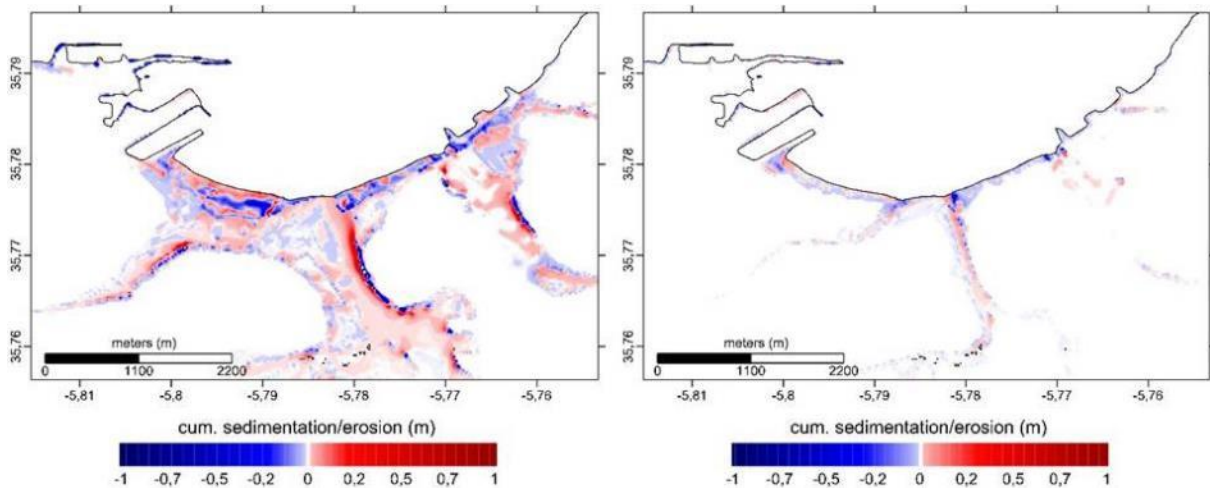 35,79
35,78
35,77
35,76
meters (m)
0 1100 2200
-5,81 -5,8 -5,79 -5,78 -5,77 -5,76
cum. sedimentation/erosion (m)
-1 -0,7 -0,5 -0,2 0 0,2 0,5 0,7 1
35,79
35,78
35,77
35,76
meters (m)
0 1100 2200
-5,81 -5,8 -5,79 -5,78 -5,77 -5,76
cum. sedimentation/erosion (m)
-1 -0,7 -0,5 -0,2 0 0,2 0,5 0,7 1